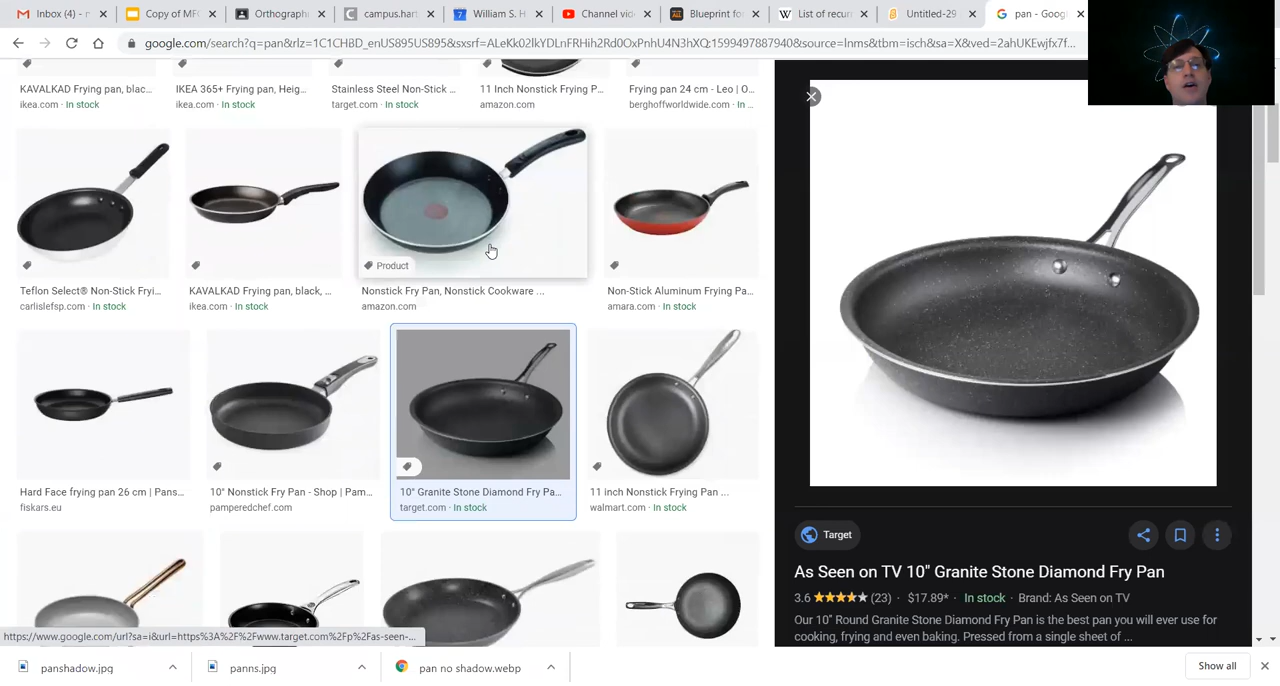 Inbox (4) - n
Copy of MFC
Orthograph
campus.hart
William S. H
Channel vid
Blueprint fo
List of recur
Untitled-29
pan - Goog
google.com/search?q=pan&rlz=1C1CHBD_enUS895US895&sxsrf=ALeKk02lkYDLnFRHih2Rd0OxPnhU4N3hXQ:1599497887940&source=lnms&tbm=isch&sa=X&ved=2ahUKEwjfx7f...
KAVALKAD Frying pan, blac...
IKEA 365+ Frying pan, Heig...
Stainless Steel Non-Stick ...
11 Inch Nonstick Frying P...
Frying pan 24 cm - Leo | O...
ikea.com · In stock
ikea.com · In stock
target.com · In stock
amazon.com
berghoffworldwide.com · In ...
Product
Teflon Select® Non-Stick Fryi...
KAVALKAD Frying pan, black, ...
Nonstick Fry Pan, Nonstick Cookware ...
Non-Stick Aluminum Frying Pa...
carlislefsp.com · In stock
ikea.com · In stock
amazon.com
amara.com · In stock
Hard Face frying pan 26 cm | Pans...
10" Nonstick Fry Pan - Shop | Pam...
10" Granite Stone Diamond Fry Pa...
11 inch Nonstick Frying Pan ...
fiskars.eu
pamperedchef.com
target.com · In stock
walmart.com · In stock
Target
As Seen on TV 10" Granite Stone Diamond Fry Pan
3.6 ★★★★★ (23) · $17.89* · In stock · Brand: As Seen on TV
Our 10" Round Granite Stone Diamond Fry Pan is the best pan you will ever use for
cooking, frying and even baking. Pressed from a single sheet of ...
https://www.google.com/url?sa=i&url=https%3A%2F%2Fwww.target.com%2Fp%2Fas-seen-...
panshadow.jpg
panns.jpg
pan no shadow.webp
Show all